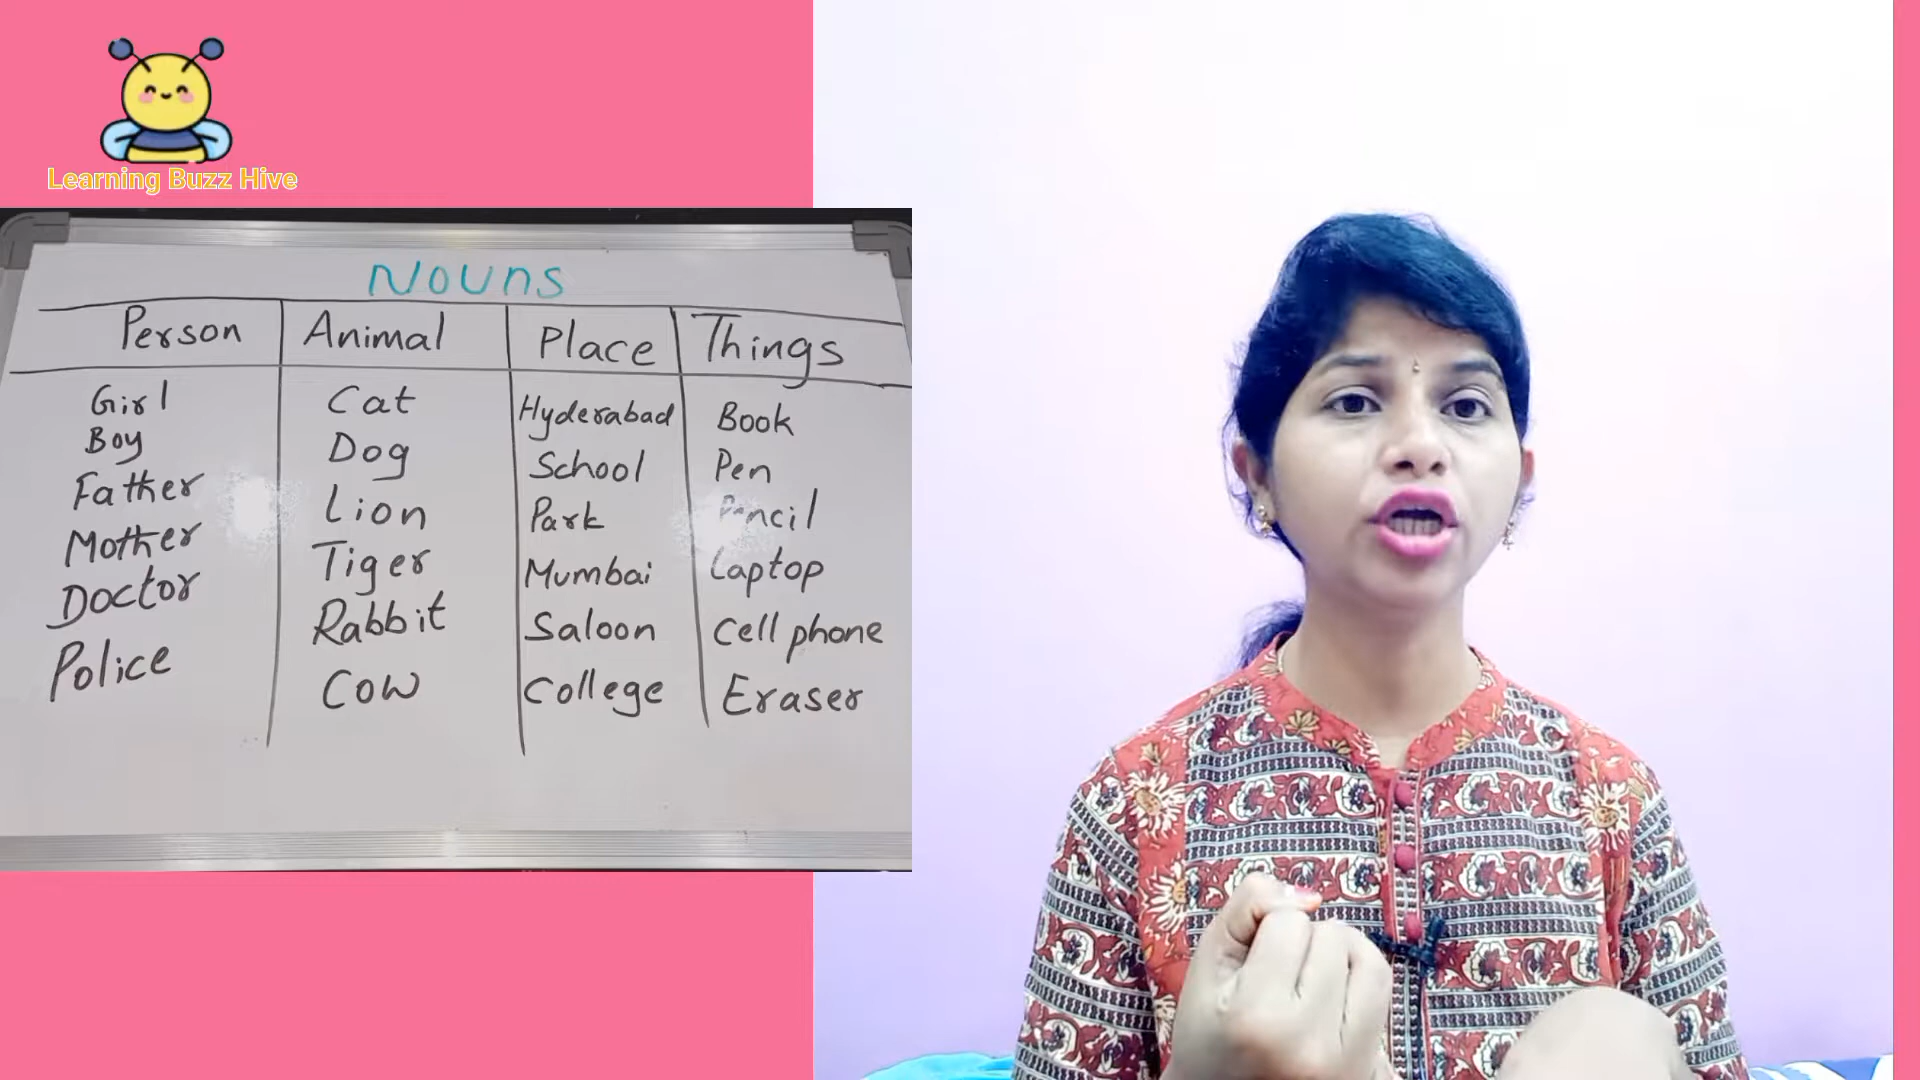 Learning Buzz Hive
Nouns
Person Animal Place Things
Girl Cat Hyderabad Book
Boy Dog School Pen
Father Lion Park Pencil
Mother Tiger Mumbai Laptop
Doctor Rabbit Saloon Cell phone
Police Cow College Eraser